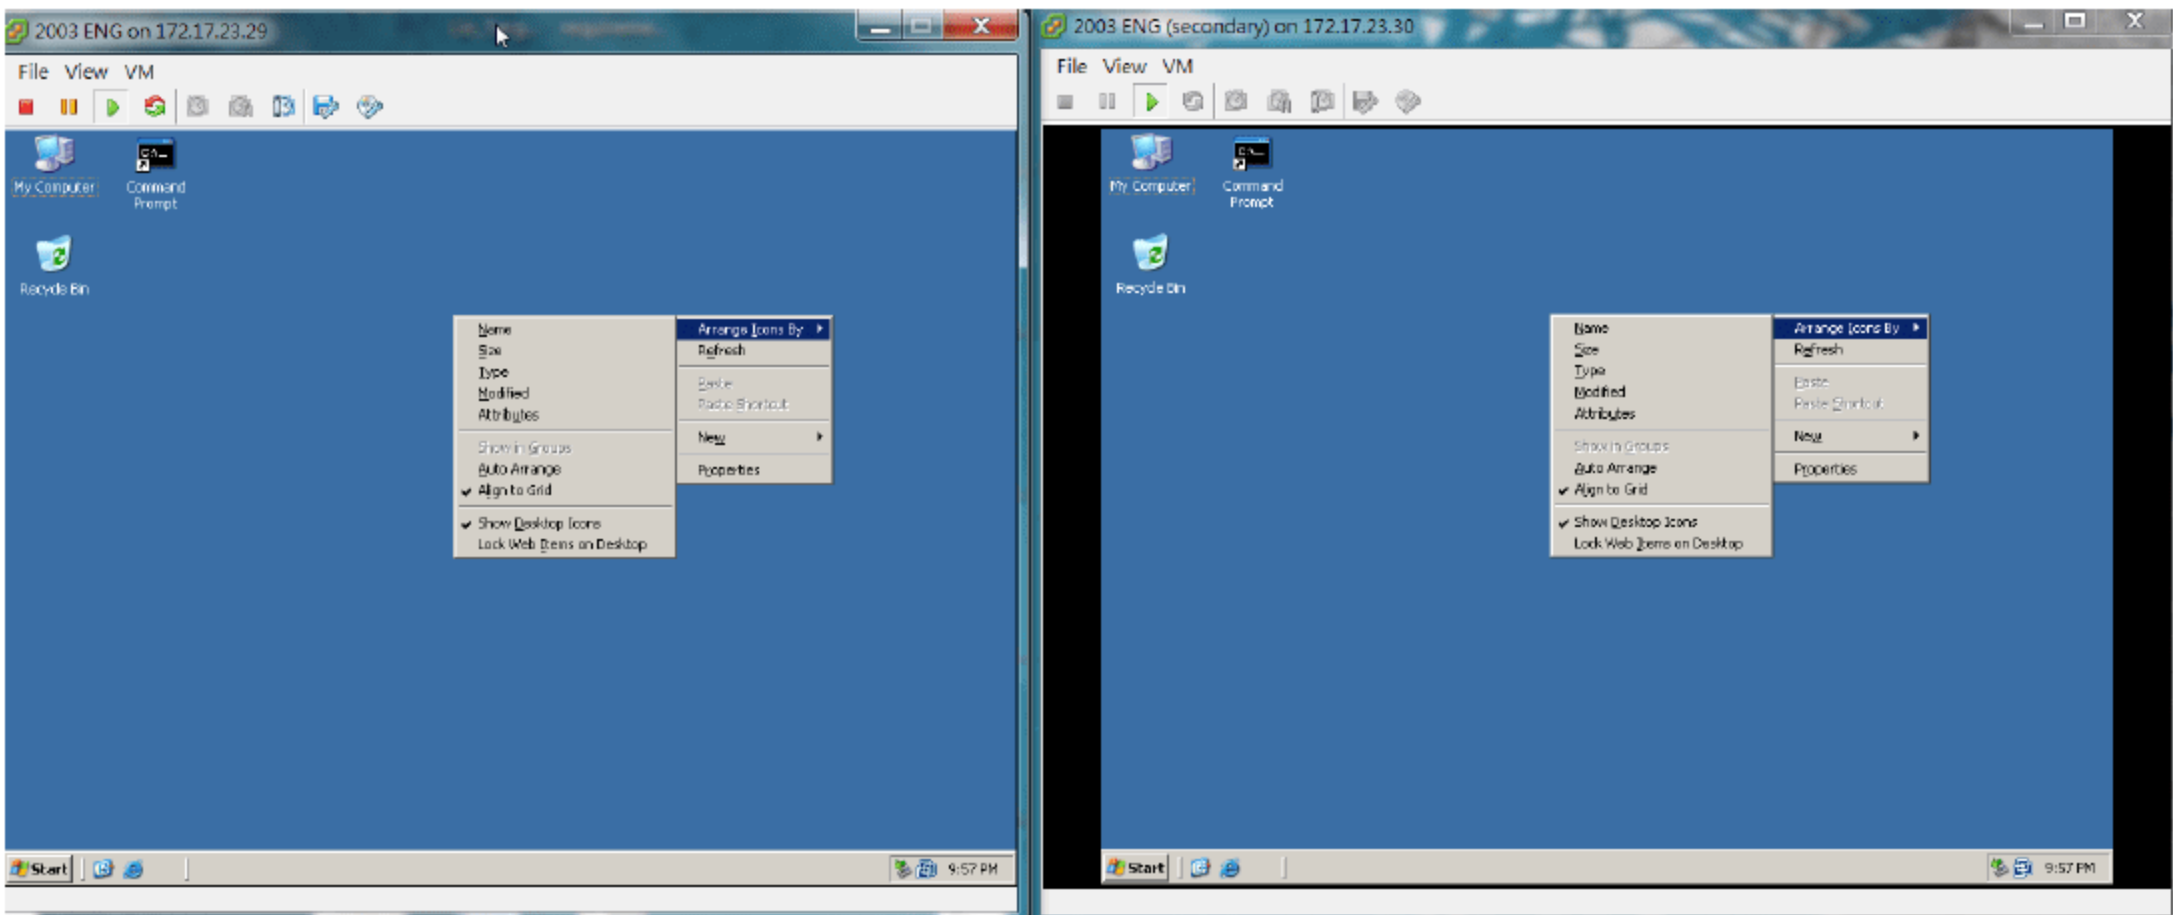 2003 ENG on 172.17.23.29
File View VM
My Computer
Command
Prompt
Recycle Bin
Name
Size
Type
Modified
Attributes
Show in Groups
Auto Arrange
Align to Grid
Show Desktop Icons
Lock Web Items on Desktop
Arrange Icons By
Refresh
Paste
Paste Shortcut
New
Properties
Start
9:57 PM
2003 ENG (secondary) on 172.17.23.30
File View VM
My Computer
Command
Prompt
Recycle Bin
Name
Size
Type
Modified
Attributes
Show in Groups
Auto Arrange
Align to Grid
Show Desktop Icons
Lock Web Items on Desktop
Arrange Icons By
Refresh
Paste
Paste Shortcut
New
Properties
Start
9:57 PM